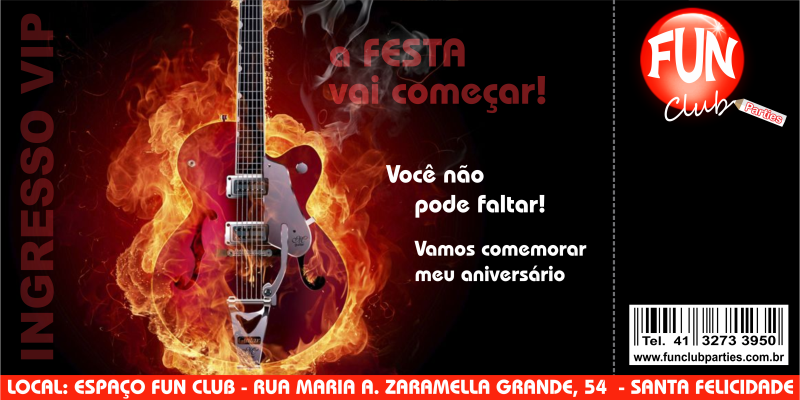 INGRESSO VIP
a FESTA
vai começar!
Você não
pode faltar!
Vamos comemorar
meu aniversário
FUN
Club
Parties
Tel. 41 3273 3950
www.funclubparties.com.br
LOCAL: ESPAÇO FUN CLUB - RUA MARIA A. ZARAMELLA GRANDE, 54 - SANTA FELICIDADE